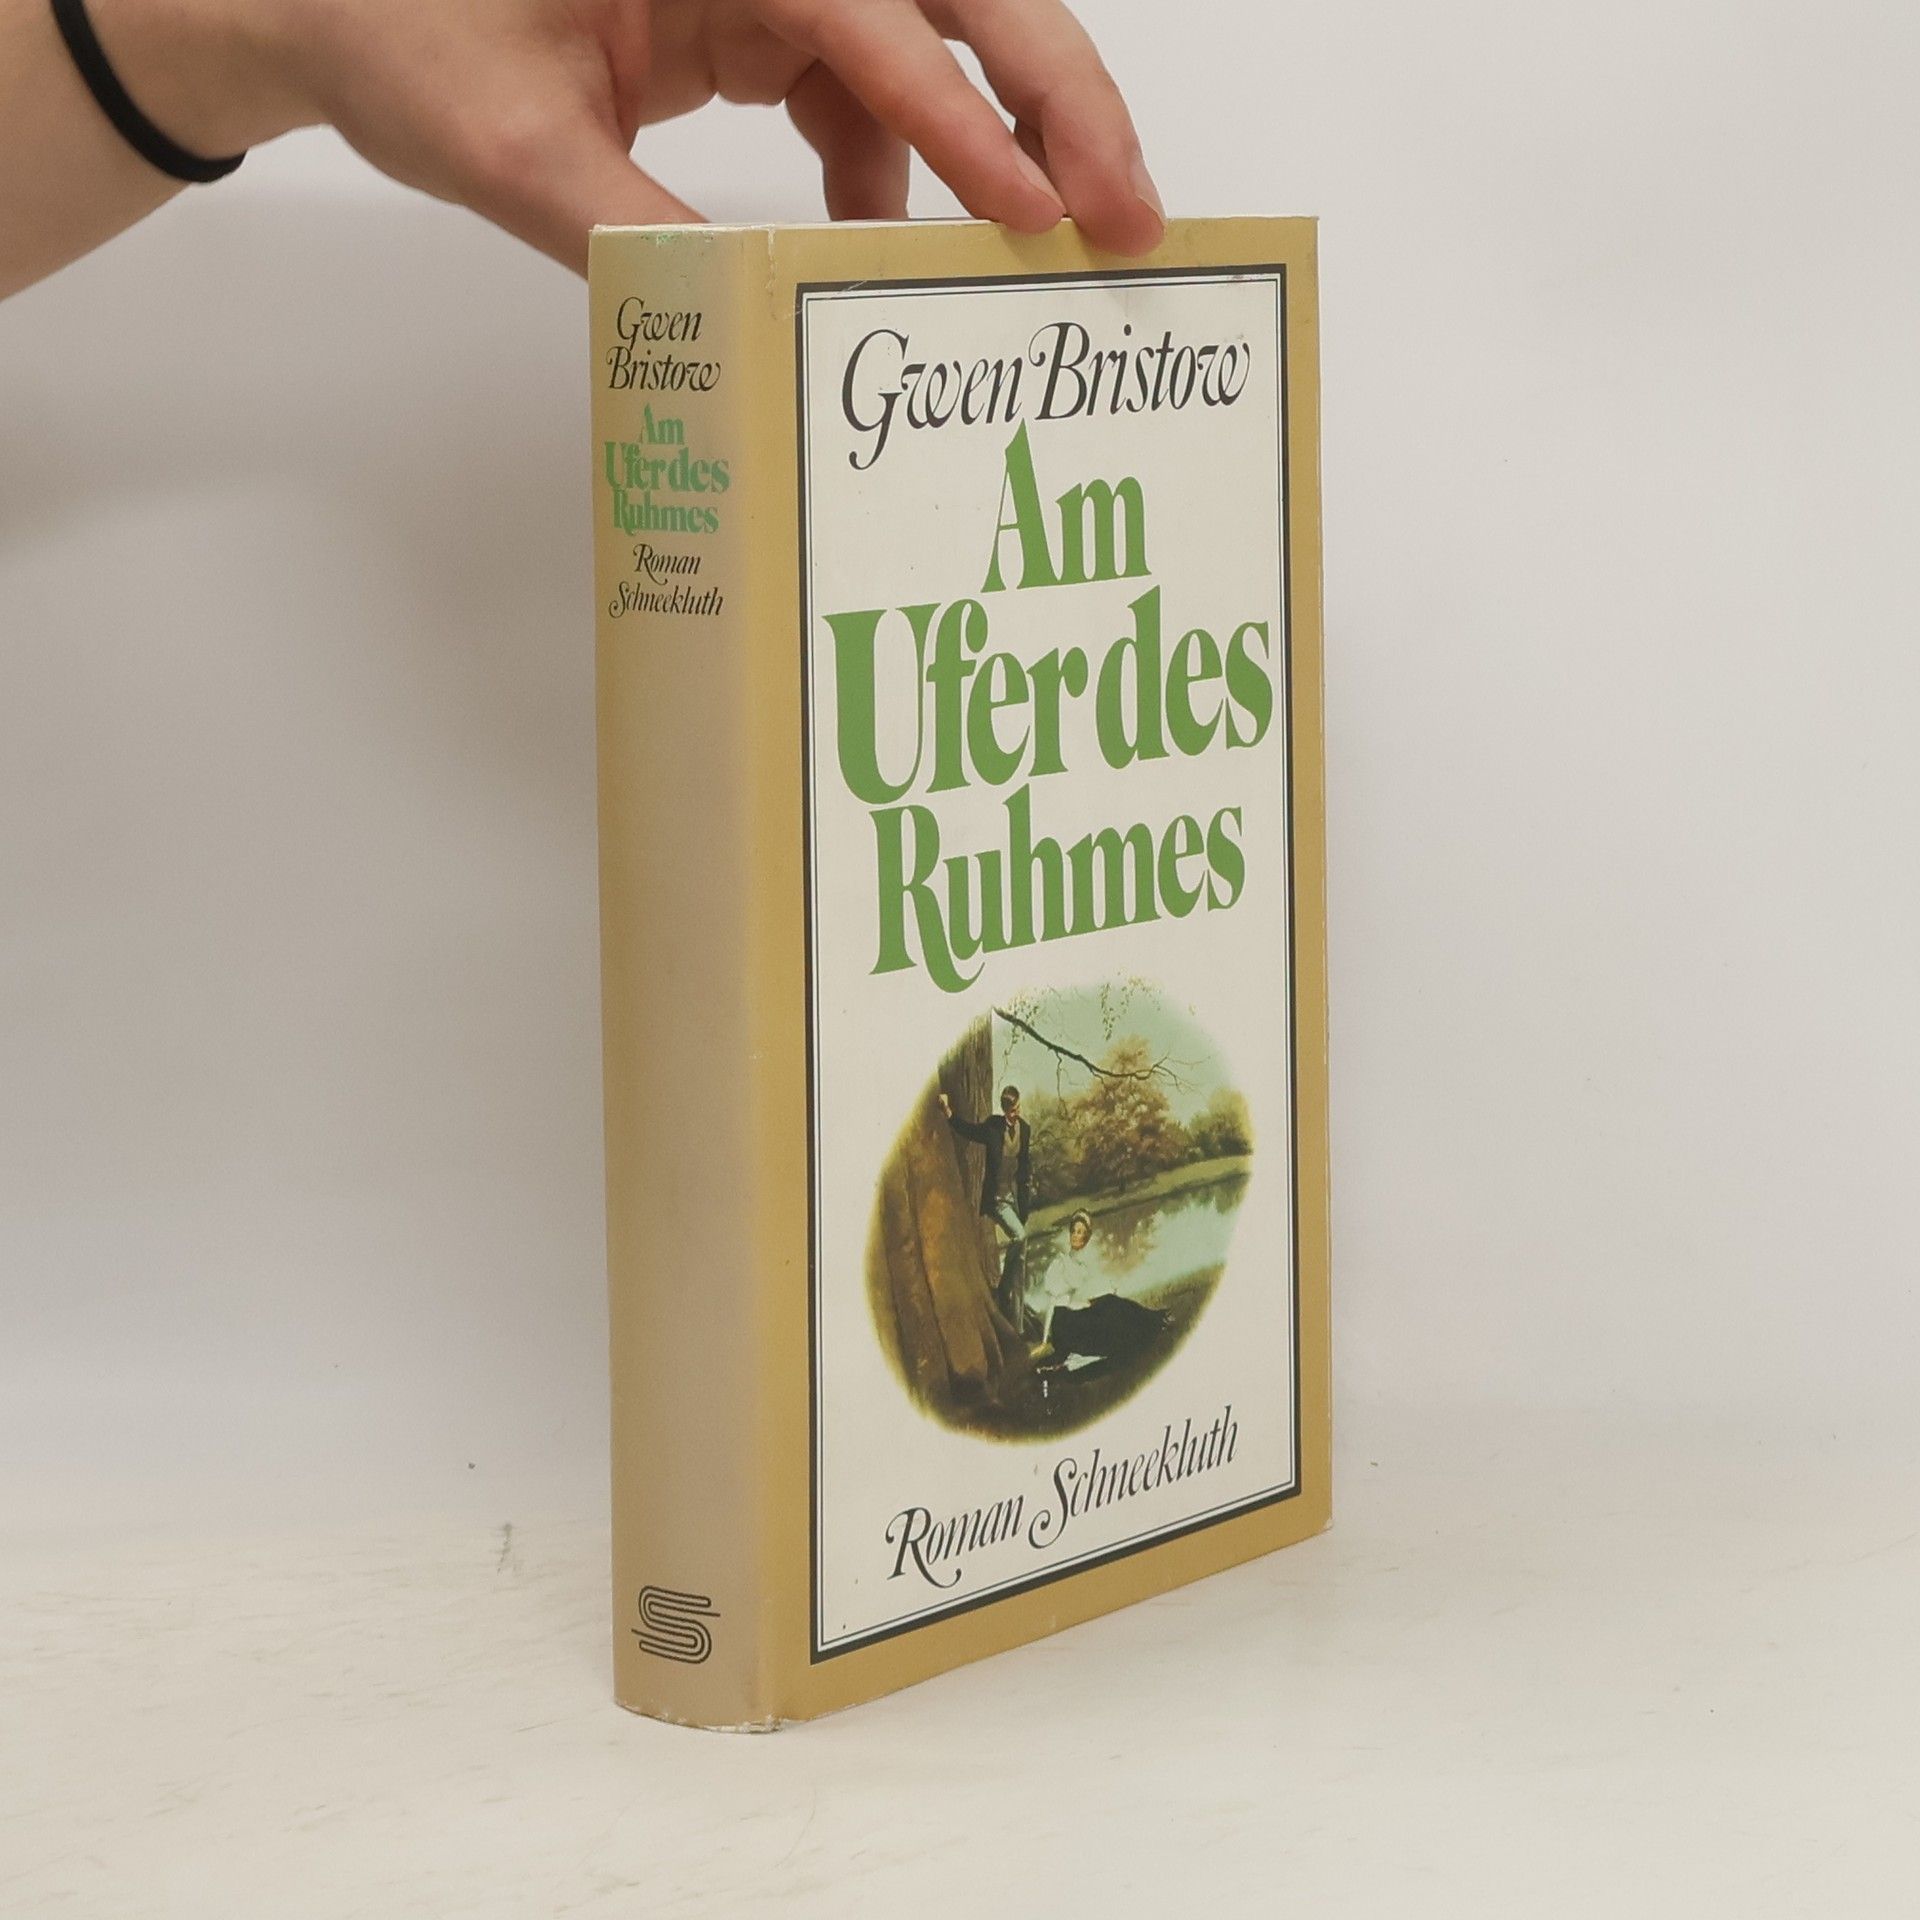 Gwen
Bristow
Am
Ufer des
Ruhmes
Roman
Schneekluth
S
Gwen Bristow
Am
Ufer des
Ruhmes
Roman Schneekluth